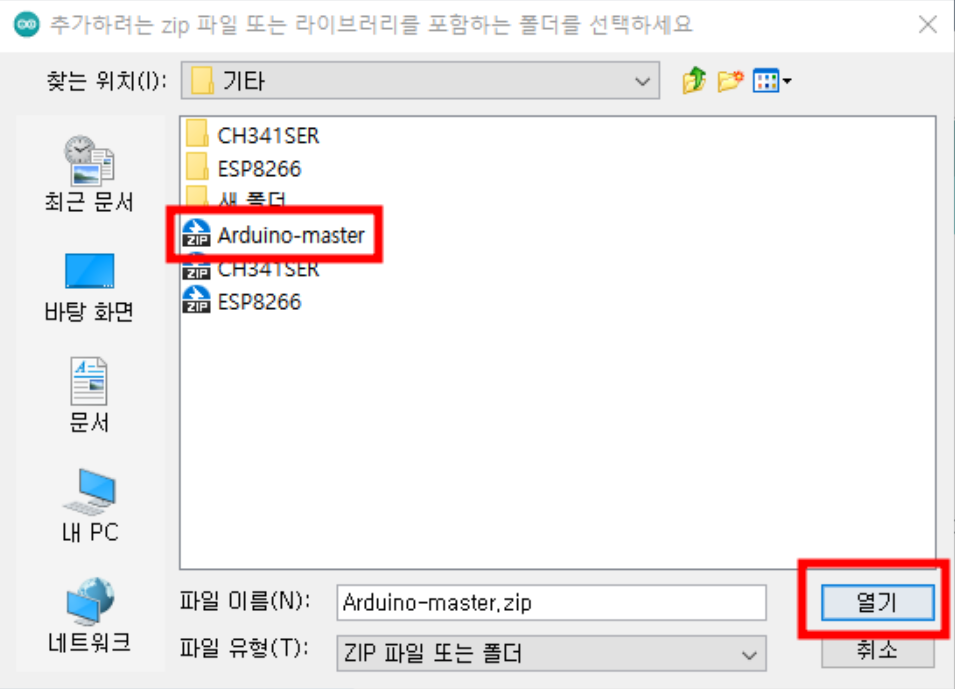 추가하려는 zip 파일 또는 라이브러리를 포함하는 폴더를 선택하세요
찾는 위치(I): 기타
CH341SER
ESP8266
새 폴더
ZIP Arduino-master
ZIP CH341SER
ZIP ESP8266
최근 문서
바탕 화면
문서
내 PC
네트워크
파일 이름(N): Arduino-master.zip 열기
파일 유형(T): ZIP 파일 또는 폴더 취소